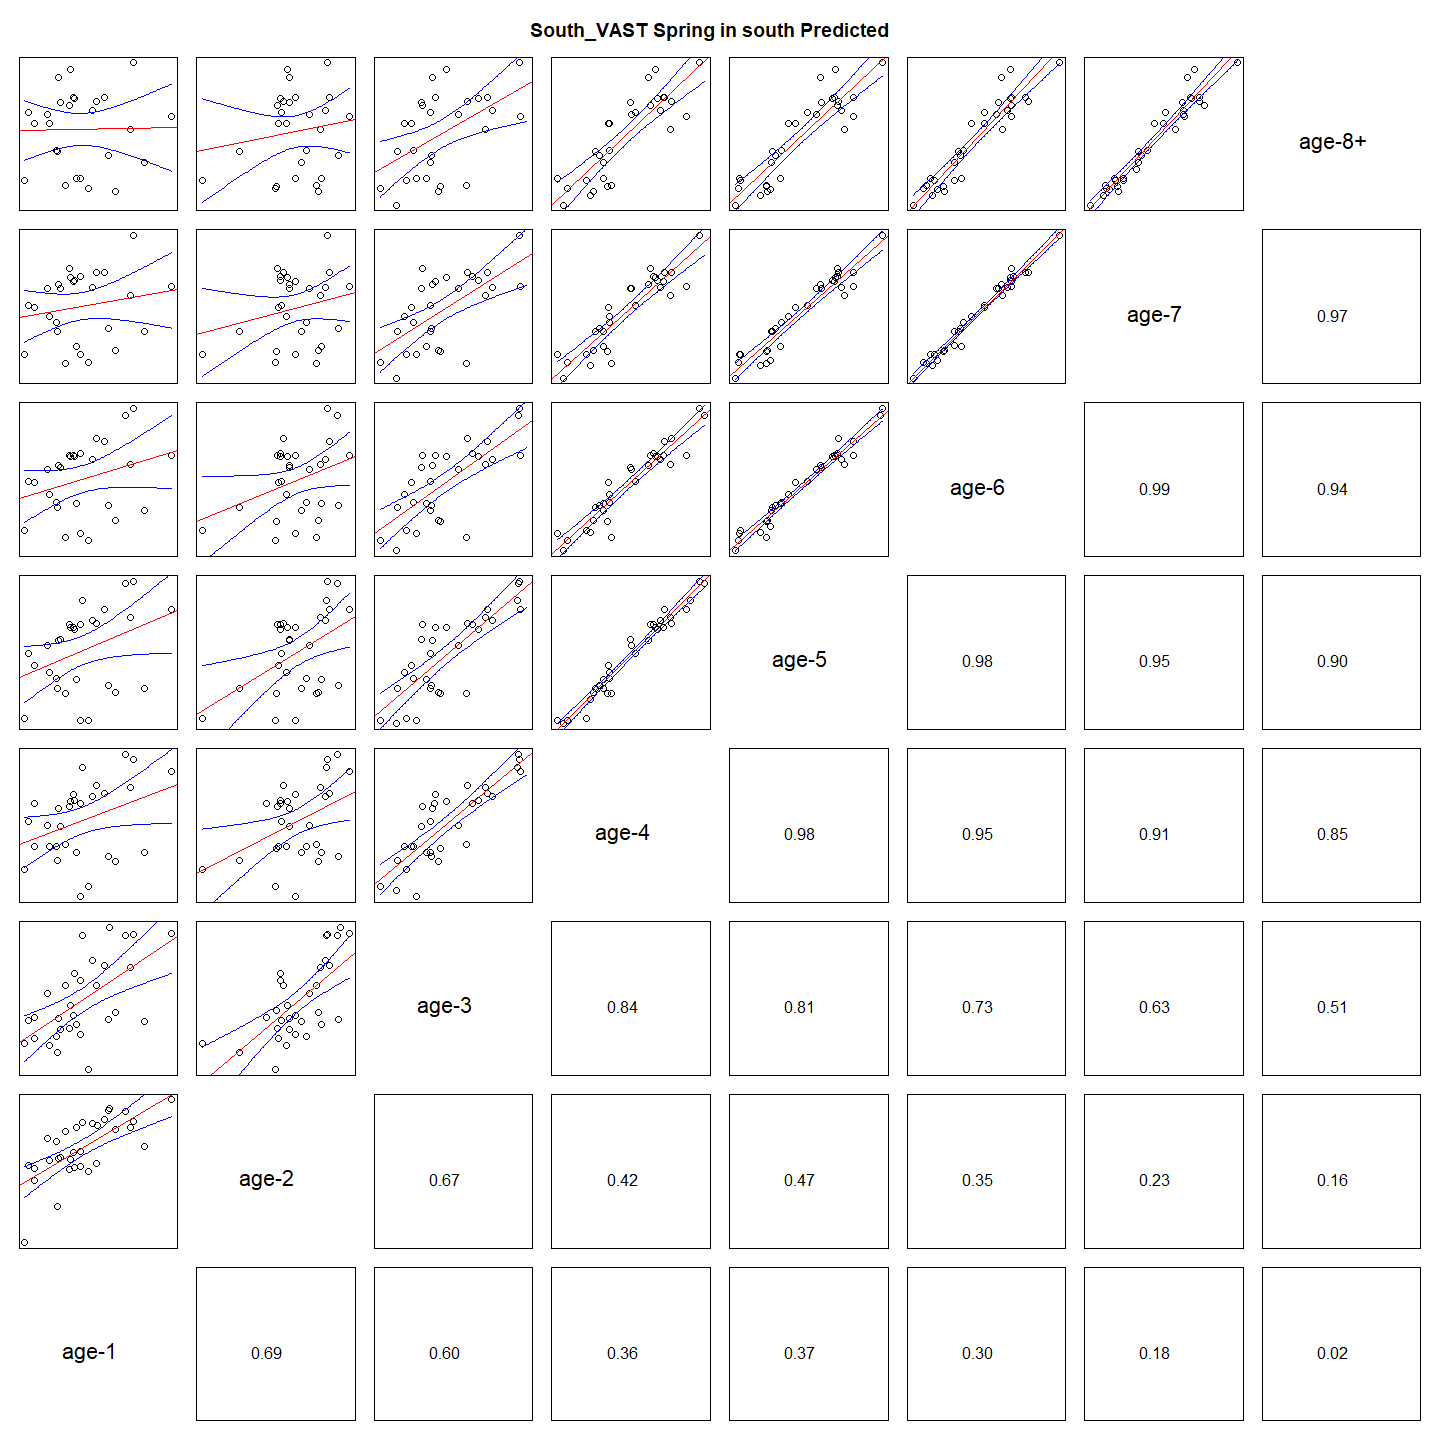 South_VAST Spring in south Predicted
age-8+
age-7 0.97
age-6 0.99 0.94
age-5 0.98 0.95 0.90
age-4 0.98 0.95 0.91 0.85
age-3 0.84 0.81 0.73 0.63 0.51
age-2 0.67 0.42 0.47 0.35 0.23 0.16
age-1 0.69 0.60 0.36 0.37 0.30 0.18 0.02